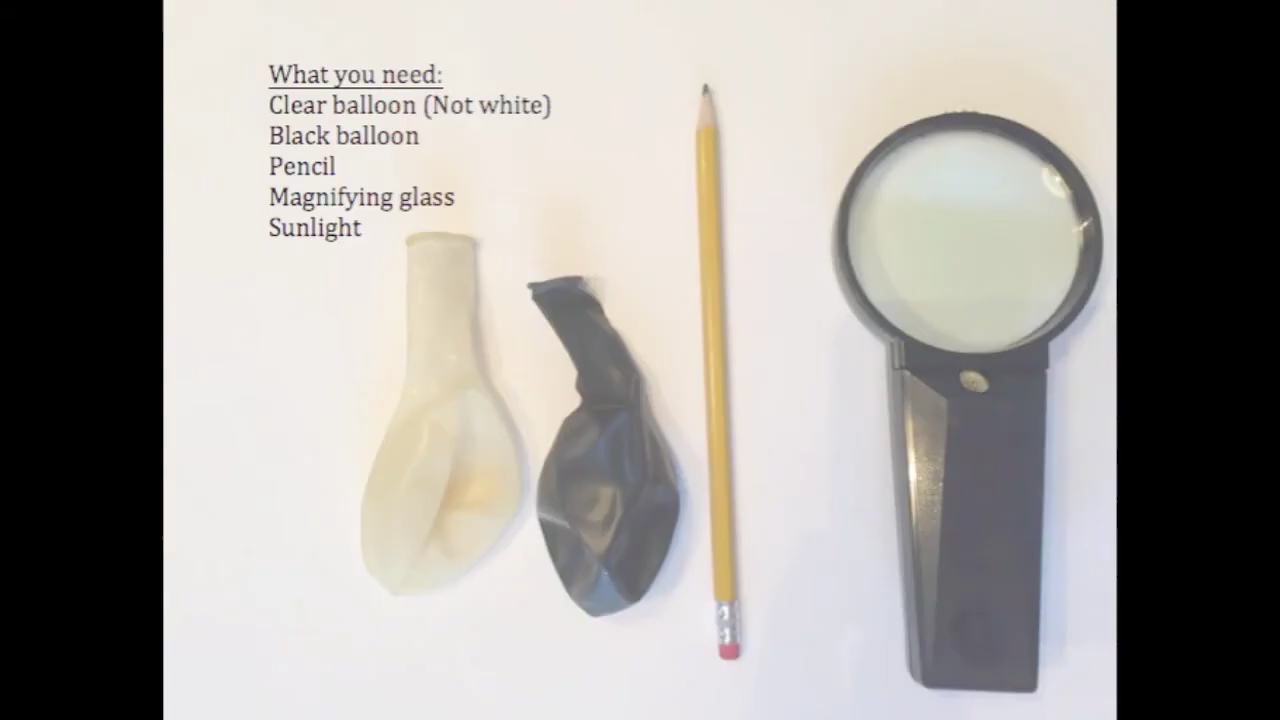 What you need:
Clear balloon (Not white)
Black balloon
Pencil
Magnifying glass
Sunlight